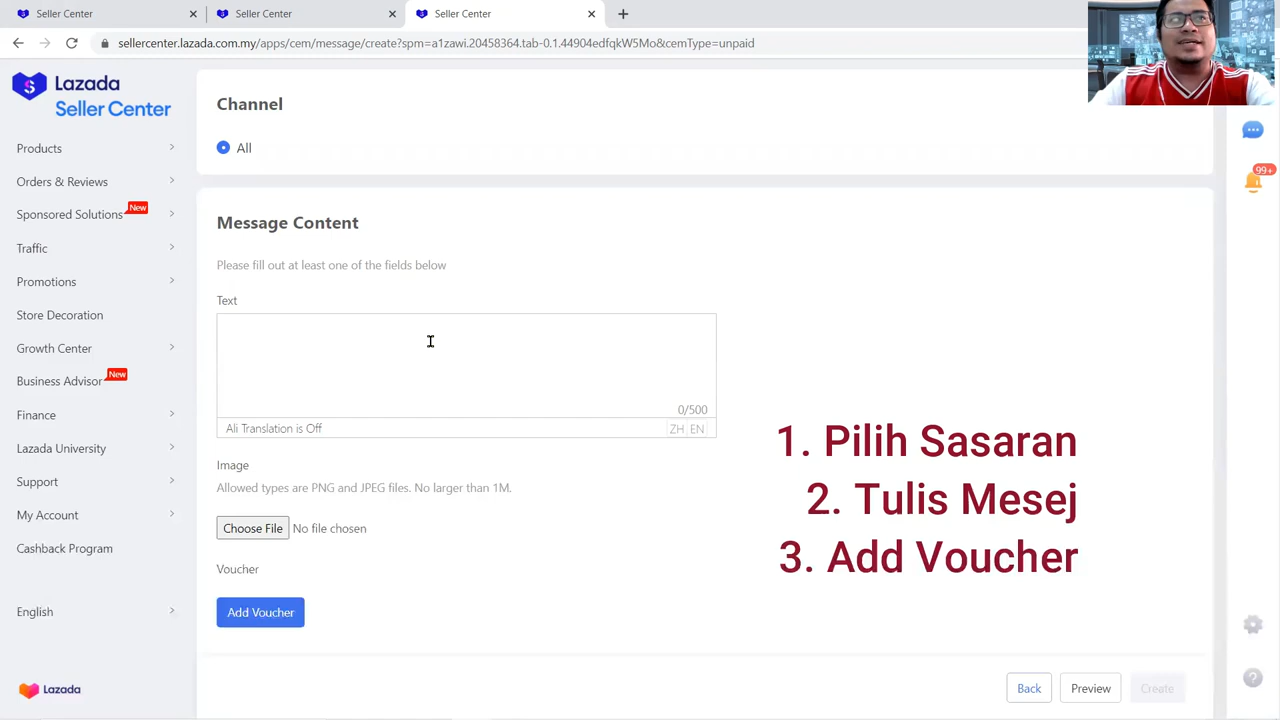 Seller Center
Seller Center
Seller Center
sellercenter.lazada.com.my/apps/cem/message/create?spm=a1zawi.20458364.tab-0.1.44904edfqkW5Mo&cemType=unpaid
Lazada
Seller Center
Products
Orders & Reviews
Sponsored Solutions New
Traffic
Promotions
Store Decoration
Growth Center
Business Advisor New
Finance
Lazada University
Support
My Account
Cashback Program
English
Lazada
Channel
All
Message Content
Please fill out at least one of the fields below
Text
0/500
Ali Translation is Off ZH EN
Image
Allowed types are PNG and JPEG files. No larger than 1M.
Choose File No file chosen
Voucher
Add Voucher
1. Pilih Sasaran
2. Tulis Mesej
3. Add Voucher
Back Preview Create
99+